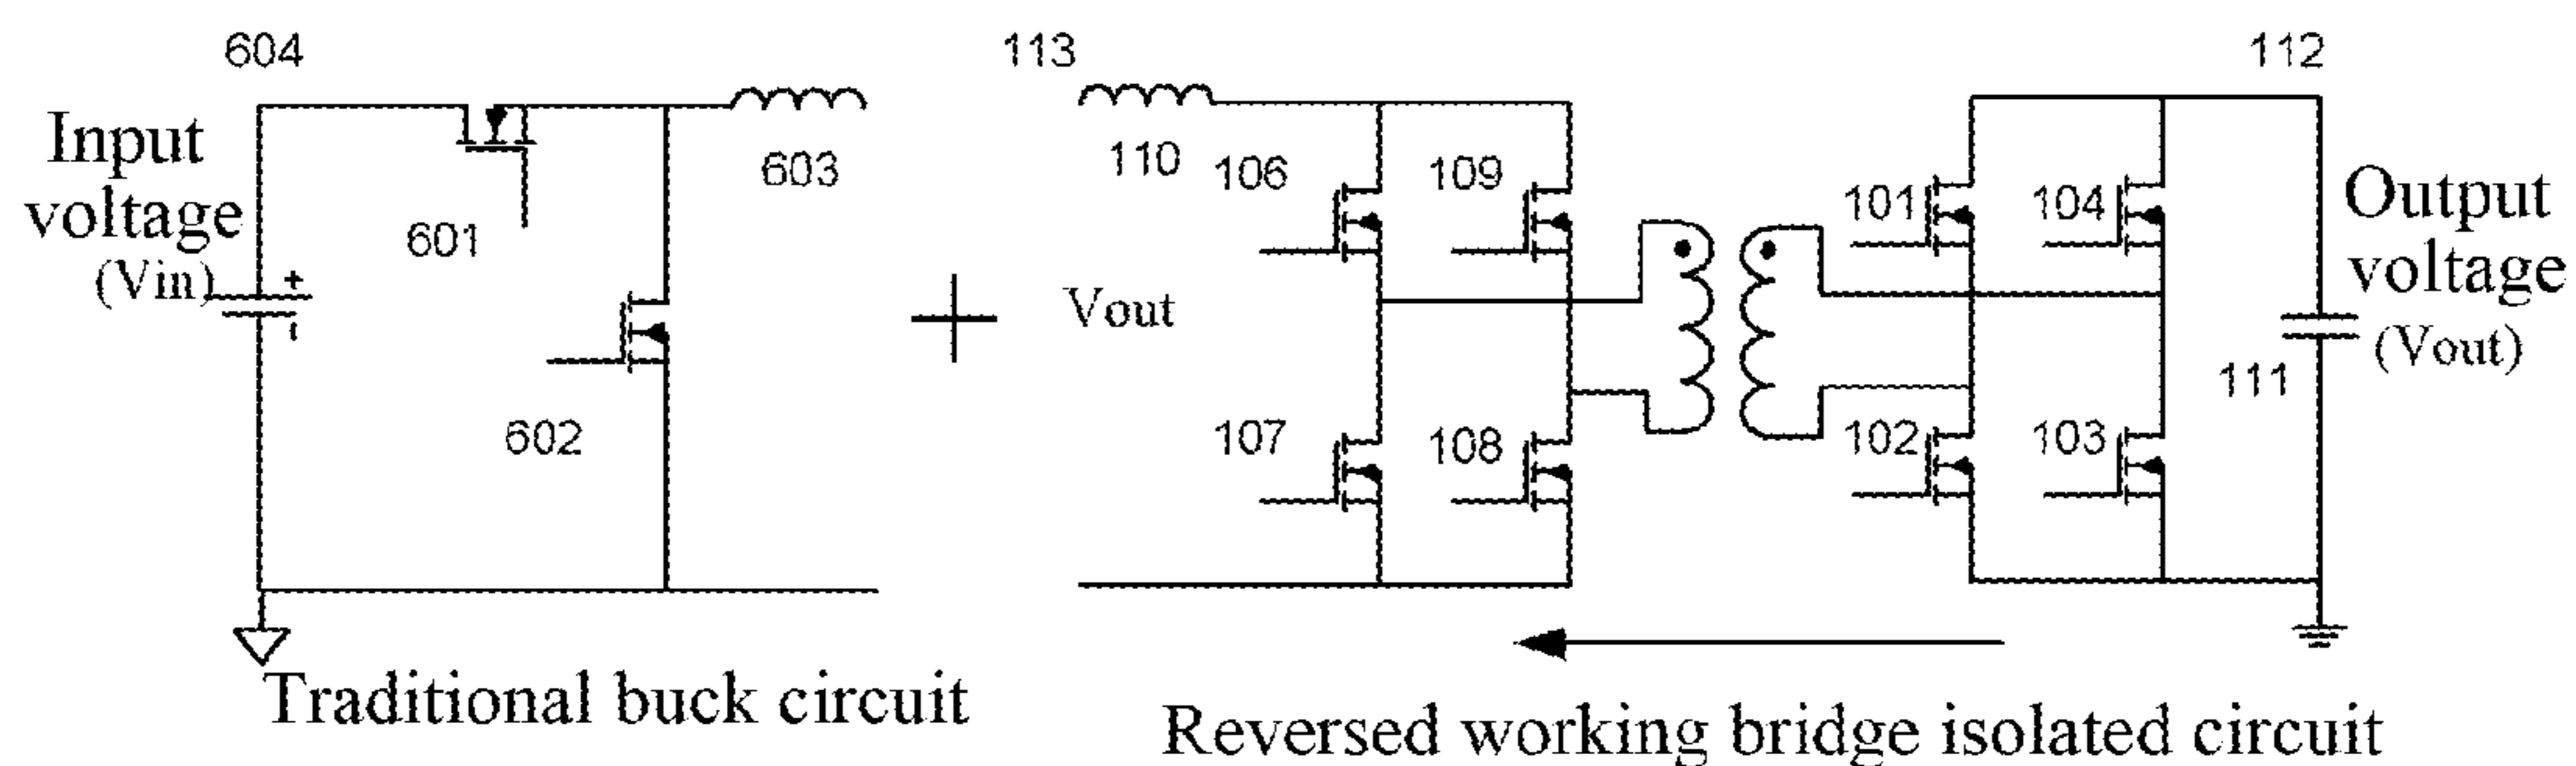 604
Input
voltage
(Vin)
+
-
601
602
603
Traditional buck circuit
+
113
110
Vout
106
109
107
108
101
104
102
103
112
111
Output
voltage
(Vout)
Reversed working bridge isolated circuit